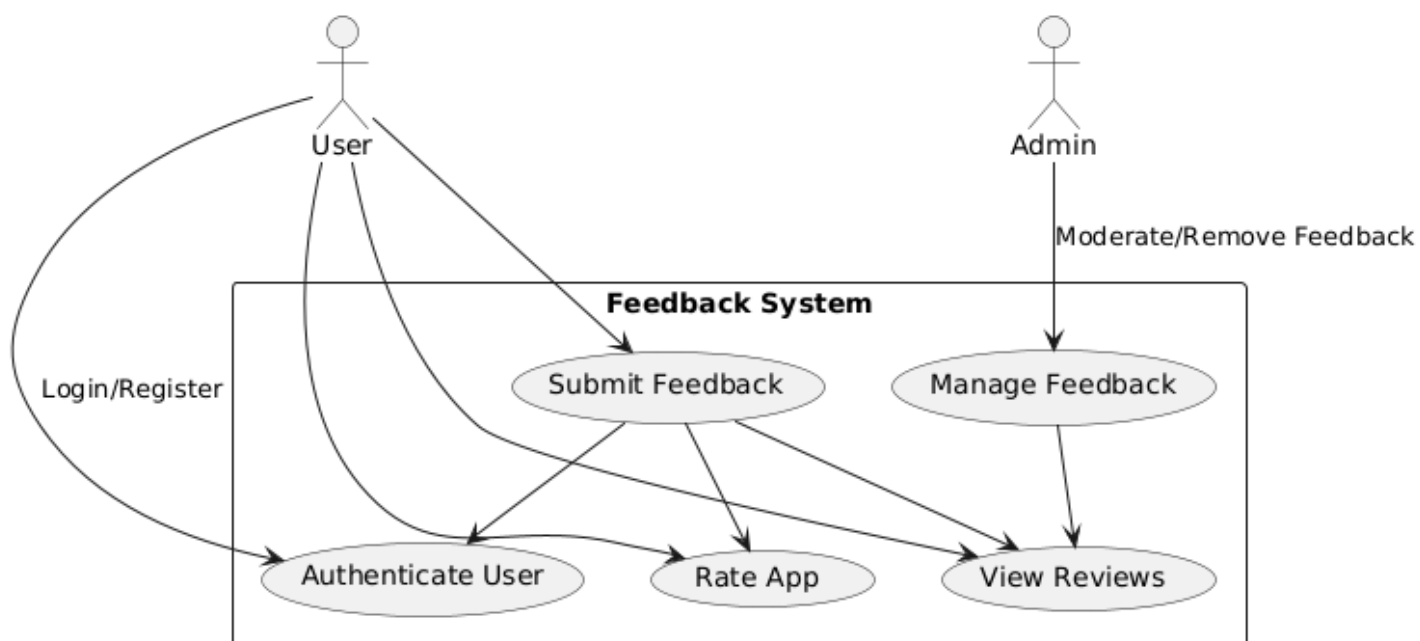 User
Admin
Moderate/Remove Feedback
Feedback System
Submit Feedback
Manage Feedback
Login/Register
Authenticate User
Rate App
View Reviews